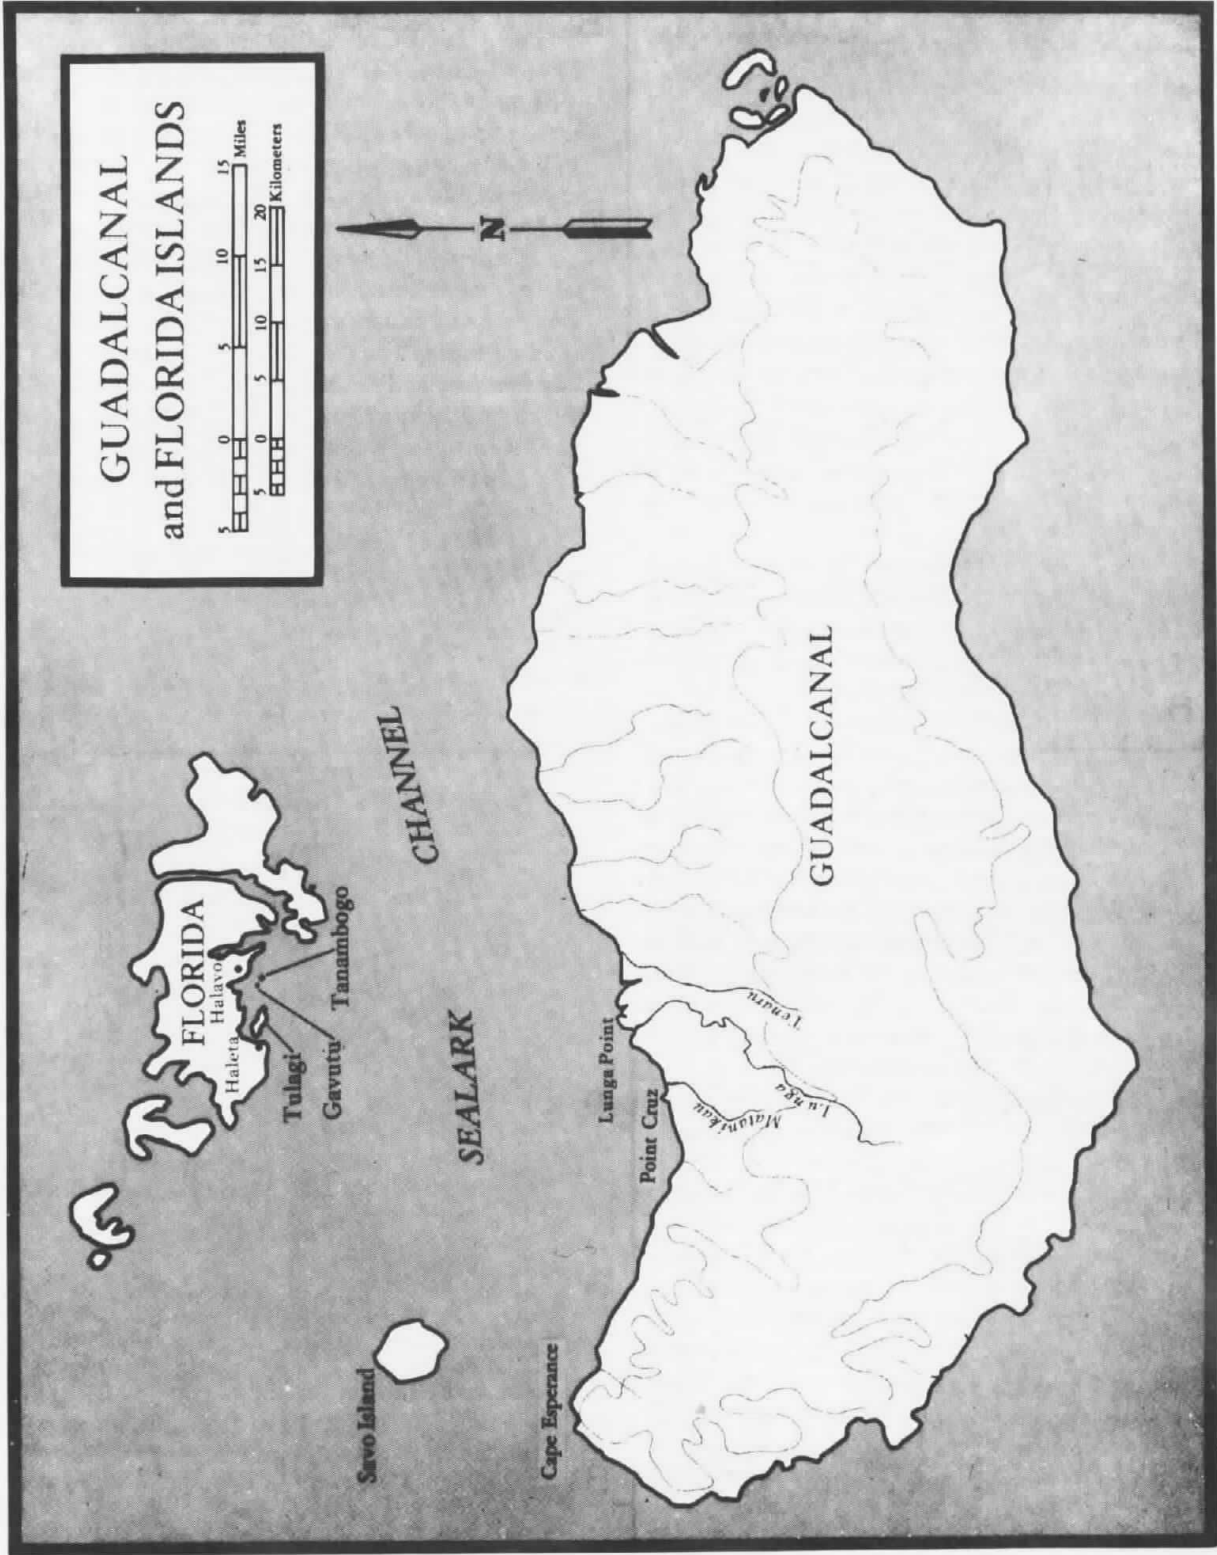 GUADALCANAL
and FLORIDA ISLANDS
5 0 5 10 15 Miles
5 0 5 10 15 20 Kilometers
N
FLORIDA
Haleta
Halavo
Tulagi
Gavutu
Tanambogo
Savo Island
SEALARK CHANNEL
Cape Esperance
Point Cruz
Lunga Point
Matanikau
Lunga
Tenaru
GUADALCANAL